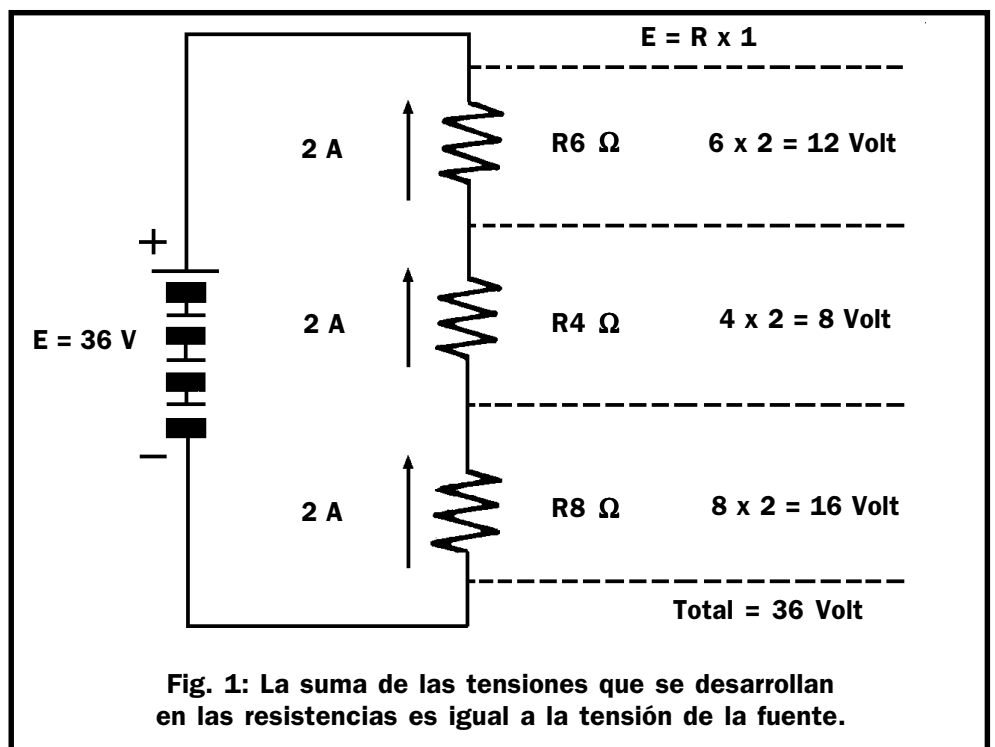 E = R x 1
2 A R6 Ω 6 x 2 = 12 Volt
+
2 A R4 Ω 4 x 2 = 8 Volt
E = 36 V
−
2 A R8 Ω 8 x 2 = 16 Volt
Total = 36 Volt
Fig. 1: La suma de las tensiones que se desarrollan
en las resistencias es igual a la tensión de la fuente.